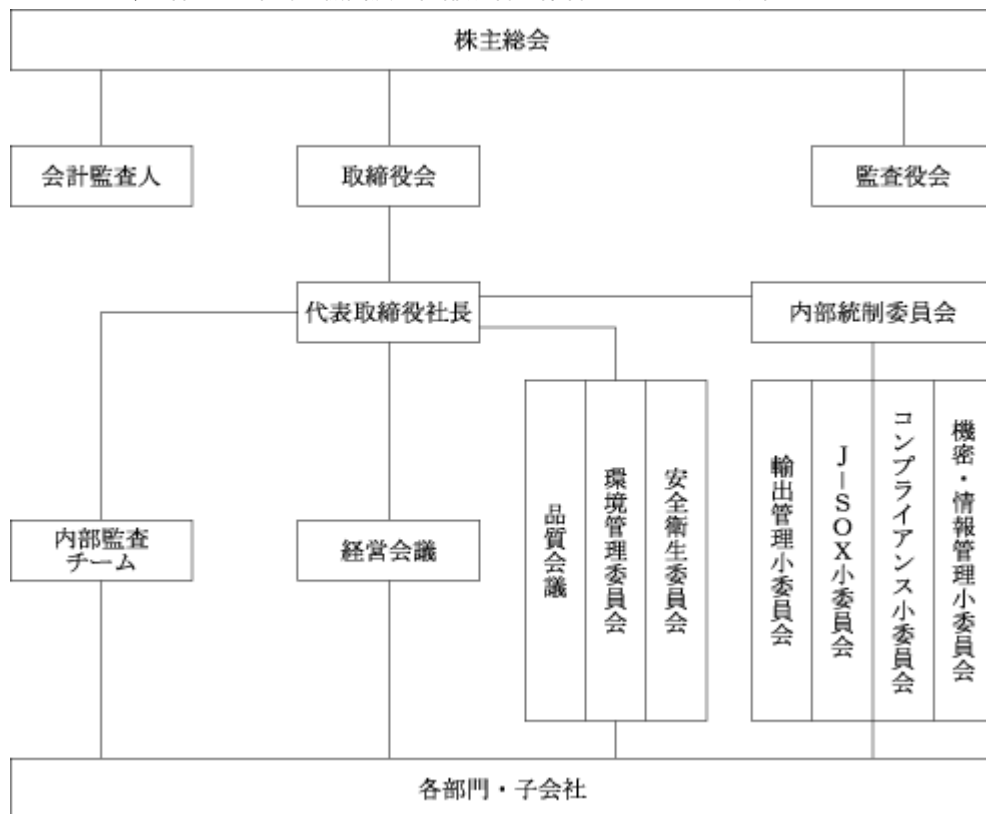 株主総会
会計監査人
取締役会
監査役会
代表取締役社長
内部統制委員会
内部監査
チーム
経営会議
品質会議
環境管理委員会
安全衛生委員会
輸出管理小委員会
J－SOX小委員会
コンプライアンス小委員会
機密・情報管理小委員会
各部門・子会社